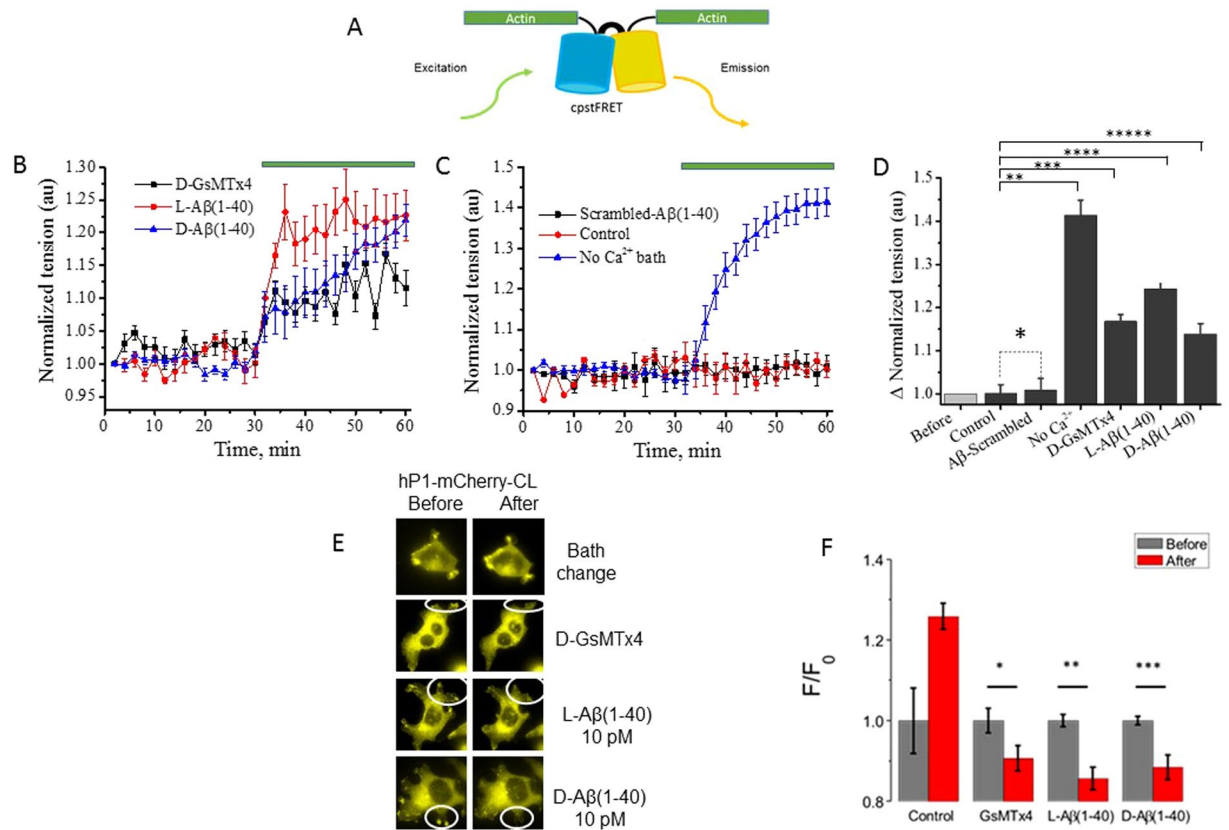 A
Actin
Actin
Excitation
Emission
cpstFRET
B
Normalized tension (au)
1.30
1.25
1.20
1.15
1.10
1.05
1.00
0.95
D-GsMTx4
L-Aβ(1-40)
D-Aβ(1-40)
0 10 20 30 40 50 60
Time, min
C
Normalized tension (au)
1.5
1.4
1.3
1.2
1.1
1.0
0.9
Scrambled-Aβ(1-40)
Control
No Ca²⁺ bath
0 10 20 30 40 50 60
Time, min
D
Δ Normalized tension (au)
1.5
1.4
1.3
1.2
1.1
1.0
*****
****
***
**
*
Before
Control
Aβ-Scrambled
No Ca²⁺
D-GsMTx4
L-Aβ(1-40)
D-Aβ(1-40)
E
hP1-mCherry-CL
Before After
Bath
change
D-GsMTx4
L-Aβ(1-40)
10 pM
D-Aβ(1-40)
10 pM
F
Before
After
F/F₀
1.4
1.2
1.0
0.8
* ** ***
Control GsMTx4 L-Aβ(1-40) D-Aβ(1-40)